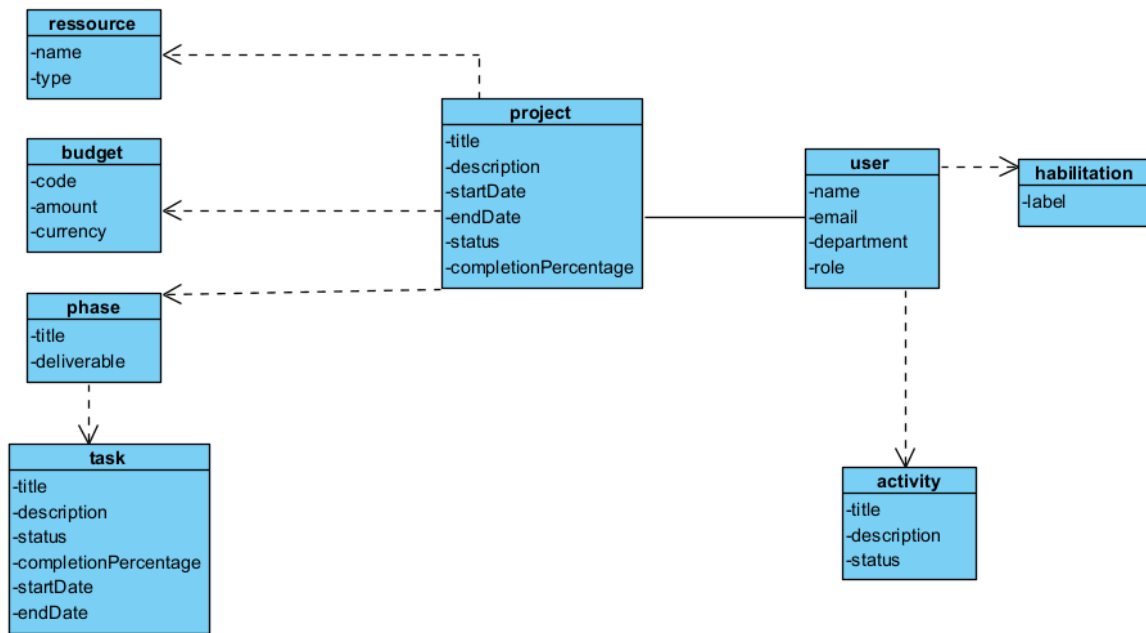 ressource
-name
-type
budget
-code
-amount
-currency
phase
-title
-deliverable
task
-title
-description
-status
-completionPercentage
-startDate
-endDate
project
-title
-description
-startDate
-endDate
-status
-completionPercentage
user
-name
-email
-department
-role
habilitation
-label
activity
-title
-description
-status